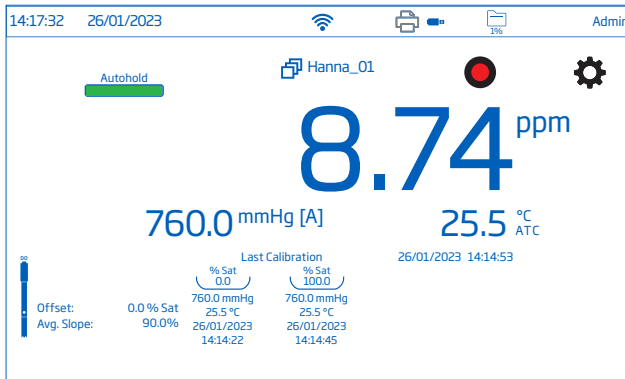 14:17:32 26/01/2023 1% Admin
Hanna_01
Autohold
8.74 ppm
760.0 mmHg [A] 25.5 °C ATC
Last Calibration 26/01/2023 14:14:53
DO
% Sat % Sat
0.0 100.0
760.0 mmHg 760.0 mmHg
25.5 °C 25.5 °C
26/01/2023 26/01/2023
14:14:22 14:14:45
Offset: 0.0 % Sat
Avg. Slope: 90.0%